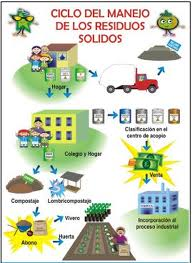 CICLO DEL MANEJO
DE LOS RESIDUOS
SOLIDOS
Hogar
Clasificación en el
centro de acopio
Colegio y Hogar
Venta
Compostaje
Lombricompostaje
Vivero
Incorporación al
proceso industrial
Huerta
Abono